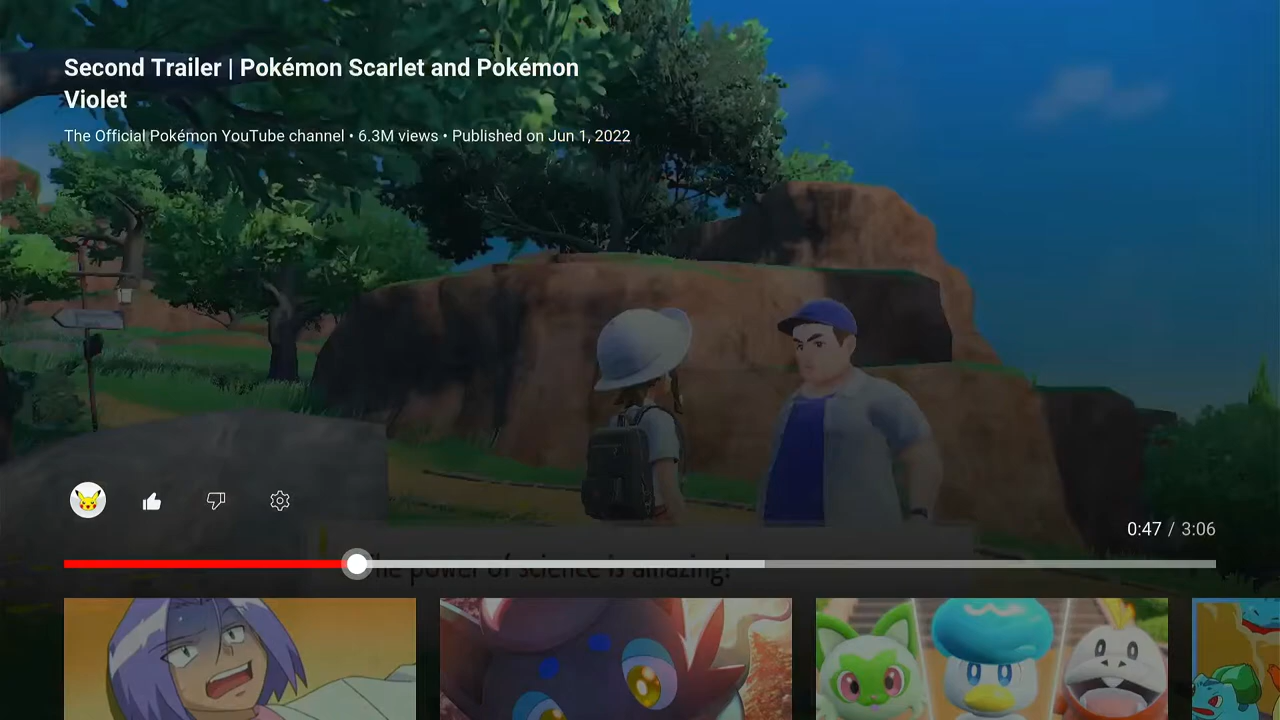 Second Trailer | Pokémon Scarlet and Pokémon
Violet
The Official Pokémon YouTube channel • 6.3M views • Published on Jun 1, 2022
0:47 / 3:06
The power of science is amazing!